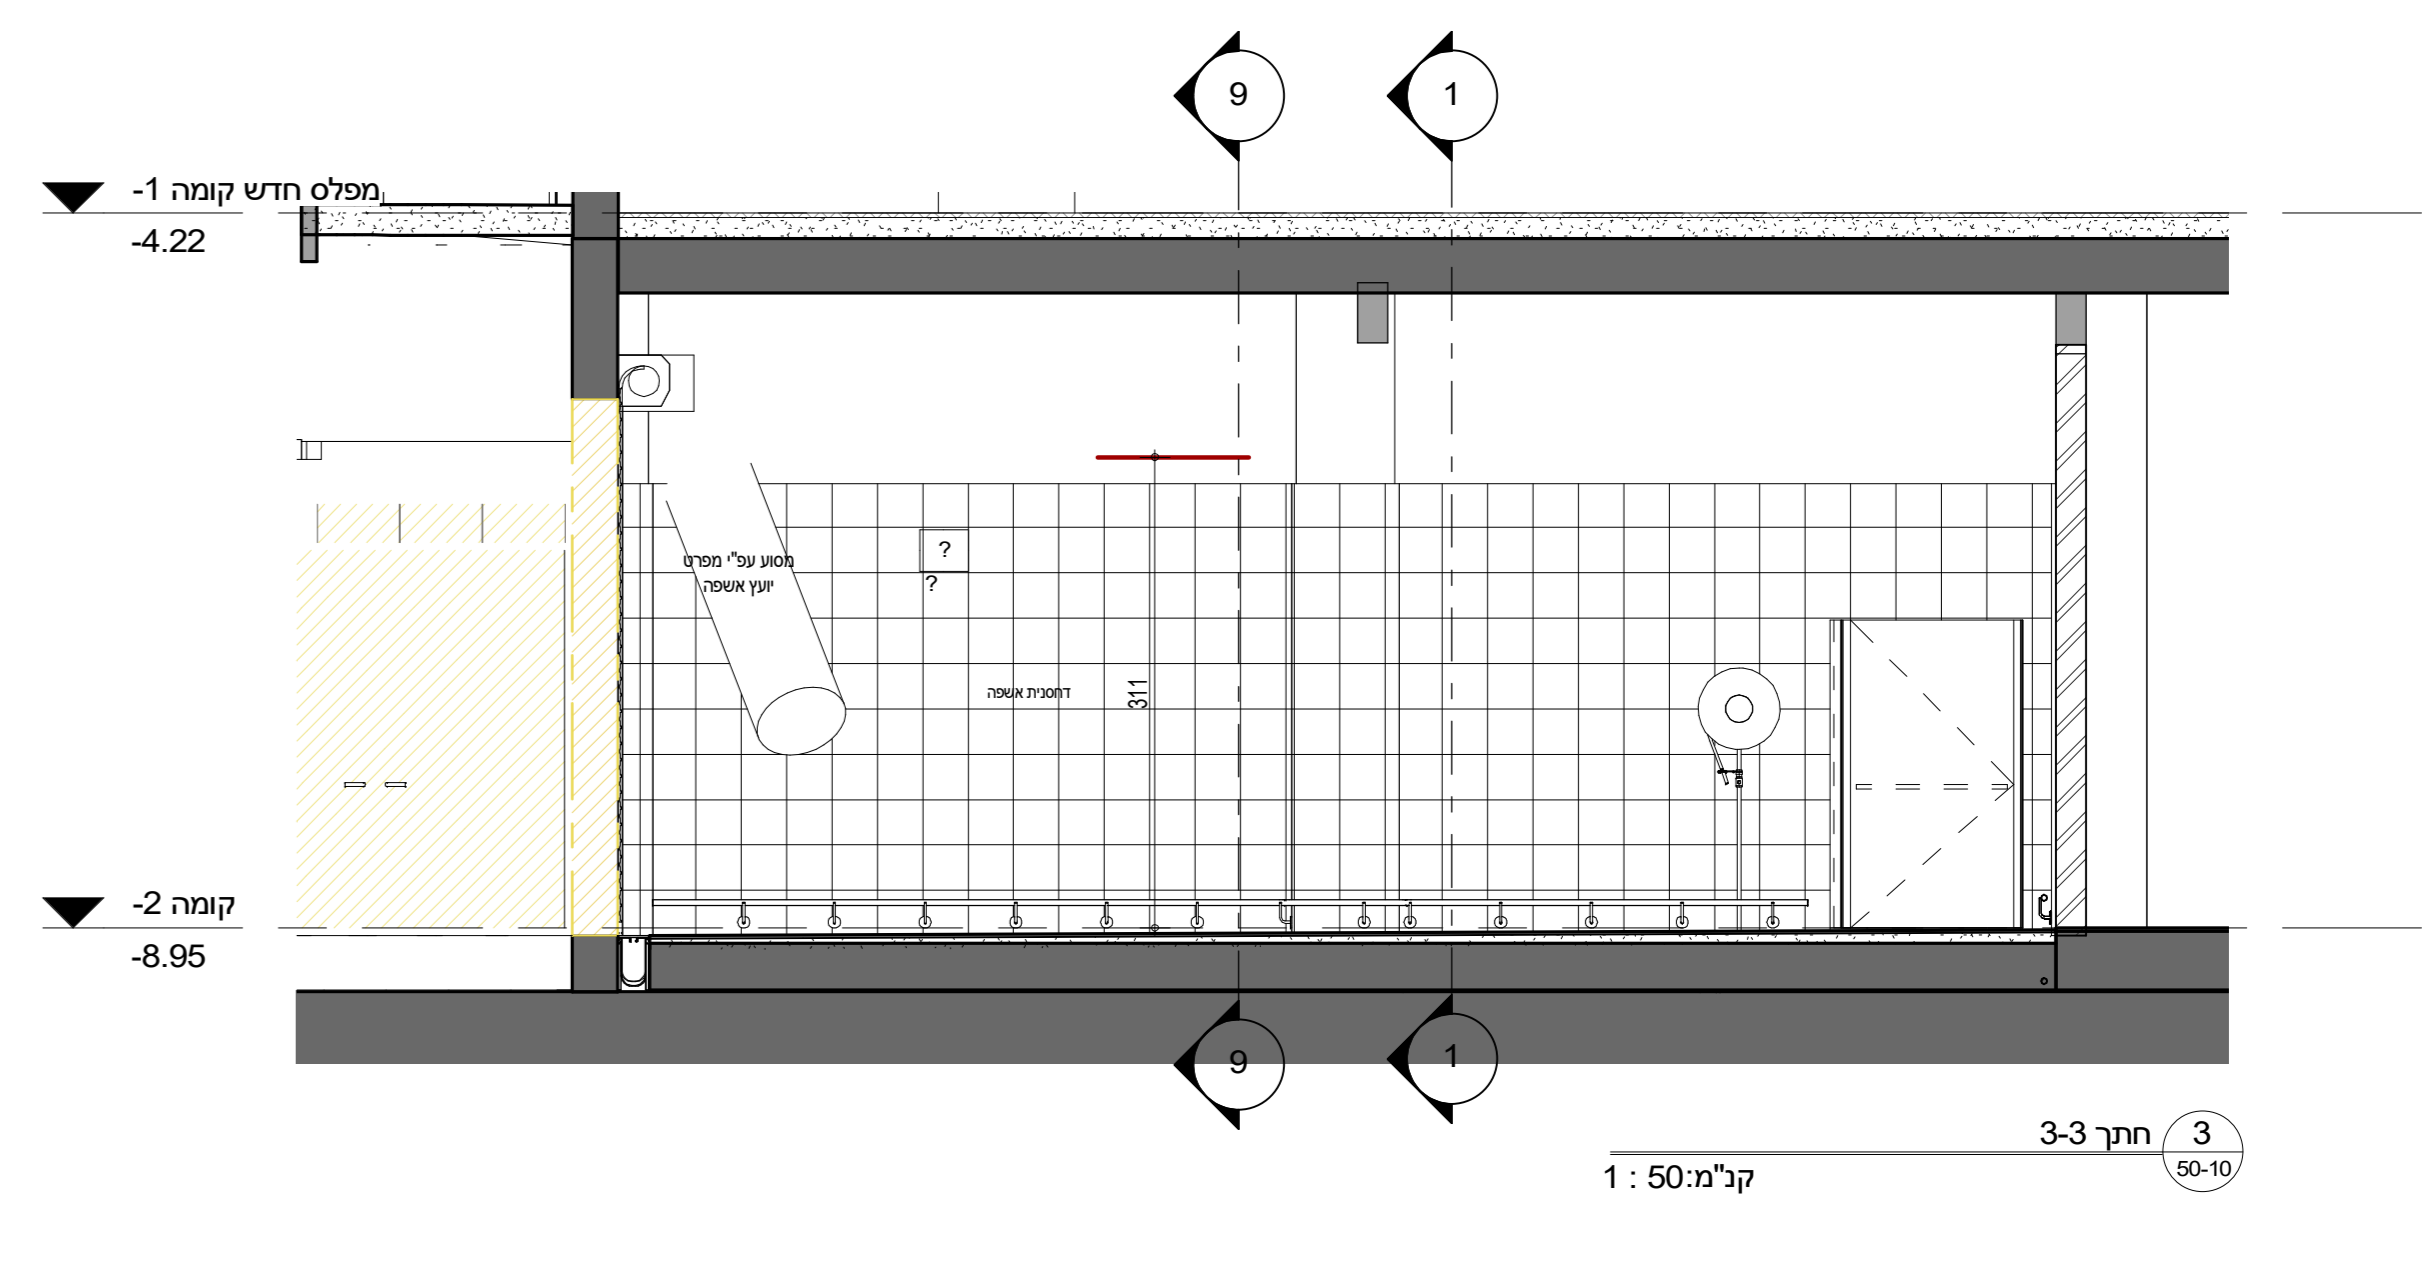 9
1
מפלס חדש קומה 1-
-4.22
מסוע עפ"י מפרט
יועץ אשפה
?
?
דחסנית אשפה
311
קומה 2-
-8.95
9
1
חתך 3-3
3
50-10
קנ"מ:50 : 1